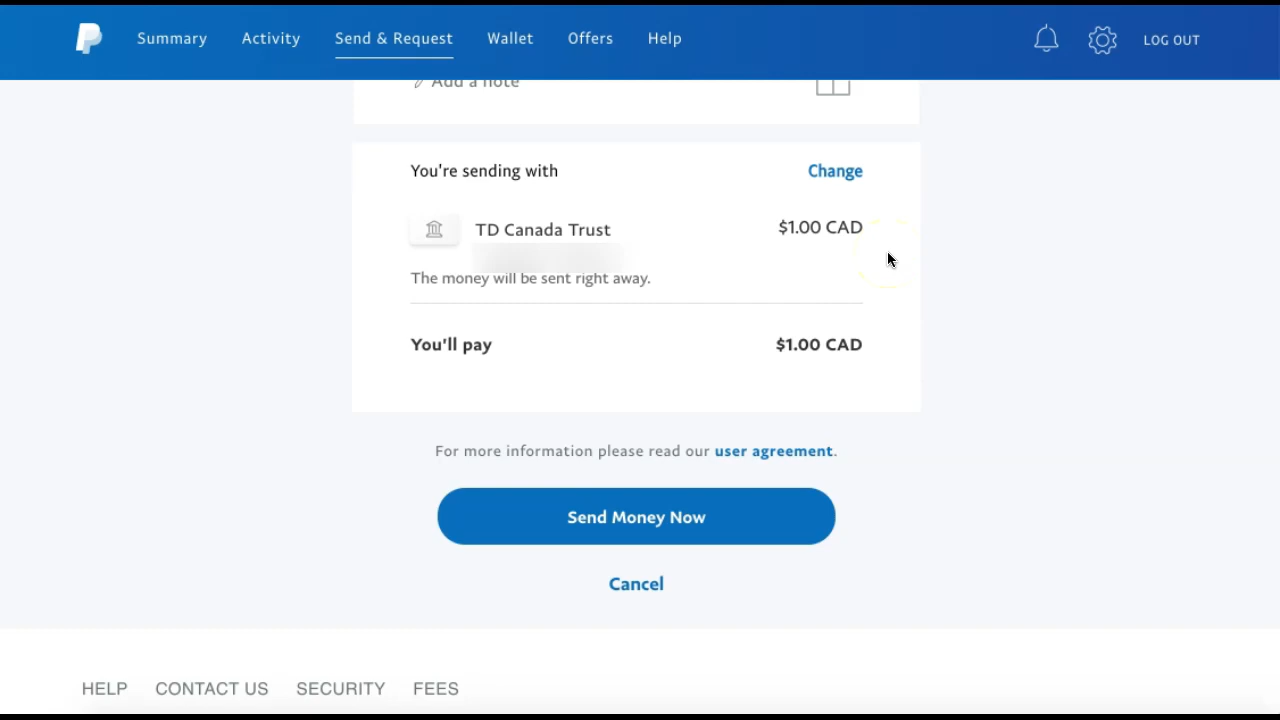 Summary Activity Send & Request Wallet Offers Help LOG OUT
Add a note
You're sending with Change
TD Canada Trust $1.00 CAD
The money will be sent right away.
You'll pay $1.00 CAD
For more information please read our user agreement.
Send Money Now
Cancel
HELP CONTACT US SECURITY FEES